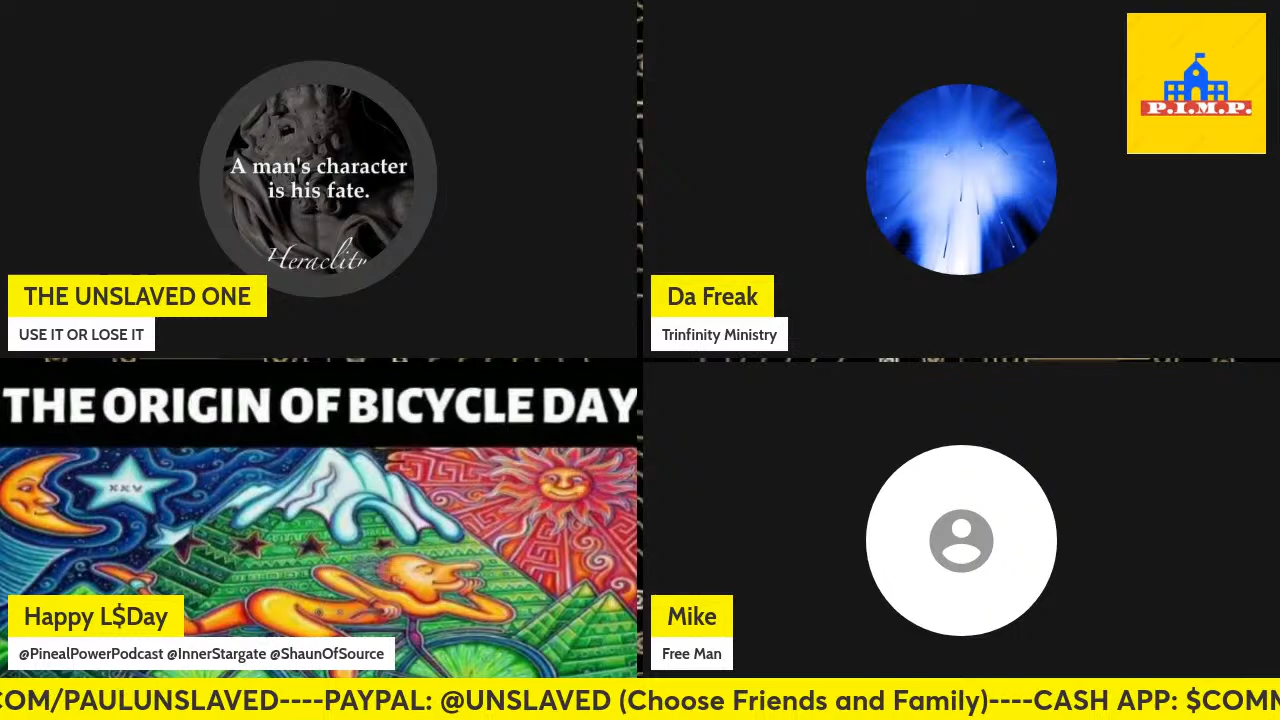 A man's character
is his fate.
THE UNSLAVED ONE
USE IT OR LOSE IT
P.I.M.P.
Da Freak
Trinfinity Ministry
THE ORIGIN OF BICYCLE DAY
Happy L$Day
@PinealPowerPodcast @InnerStargate @ShaunOfSource
Mike
Free Man
COM/PAULUNSLAVED----PAYPAL: @UNSLAVED (Choose Friends and Family)----CASH APP: $COMM